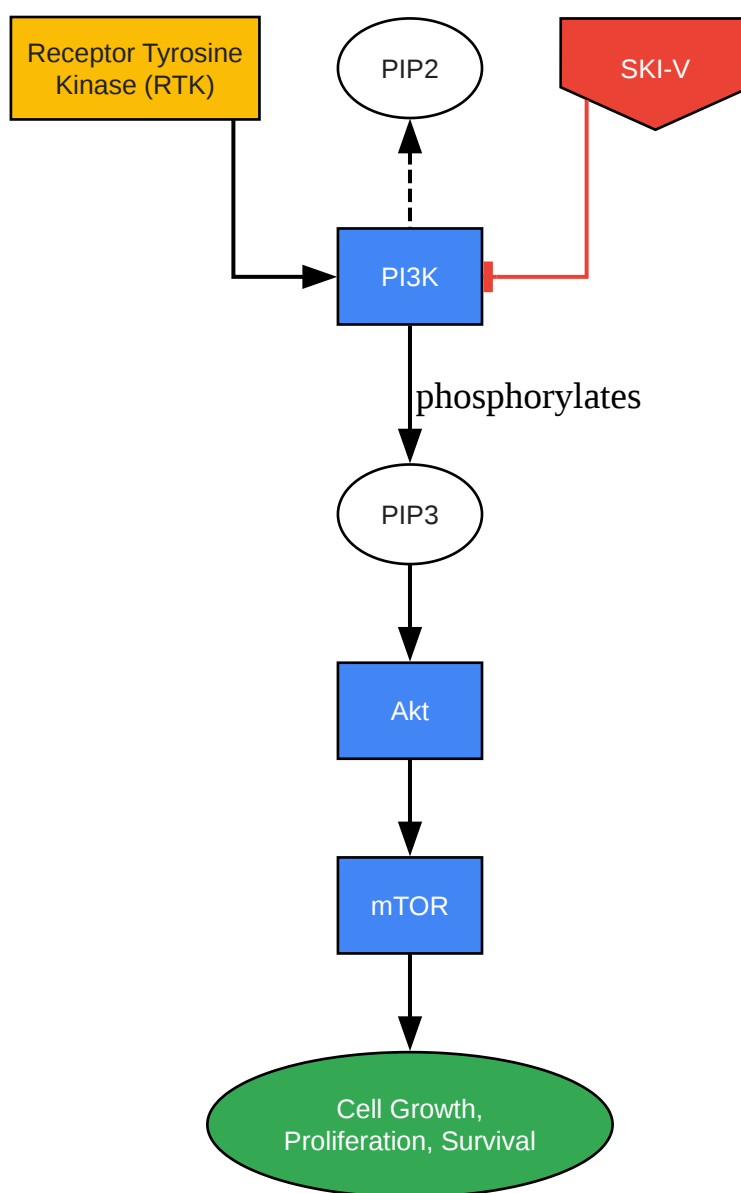 Receptor Tyrosine
Kinase (RTK)
PIP2
SKI-V
PI3K
phosphorylates
PIP3
Akt
mTOR
Cell Growth,
Proliferation, Survival